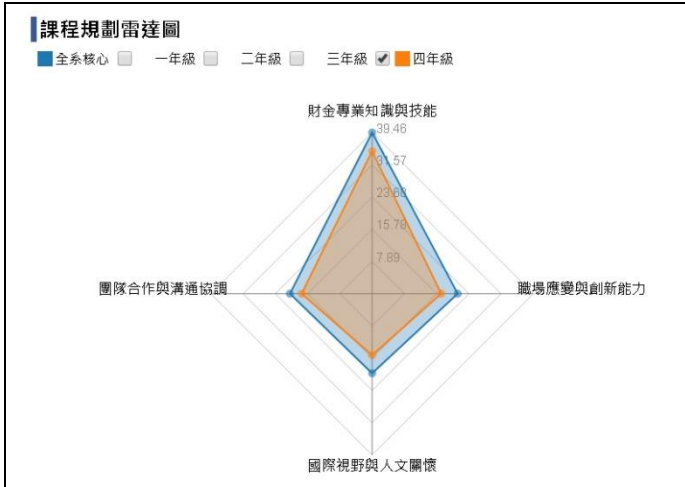 課程規劃雷達圖
全系核心 一年級 二年級 三年級 四年級
財金專業知識與技能
39.46
31.57
23.68
15.78
7.89
團隊合作與溝通協調 職場應變與創新能力
國際視野與人文關懷